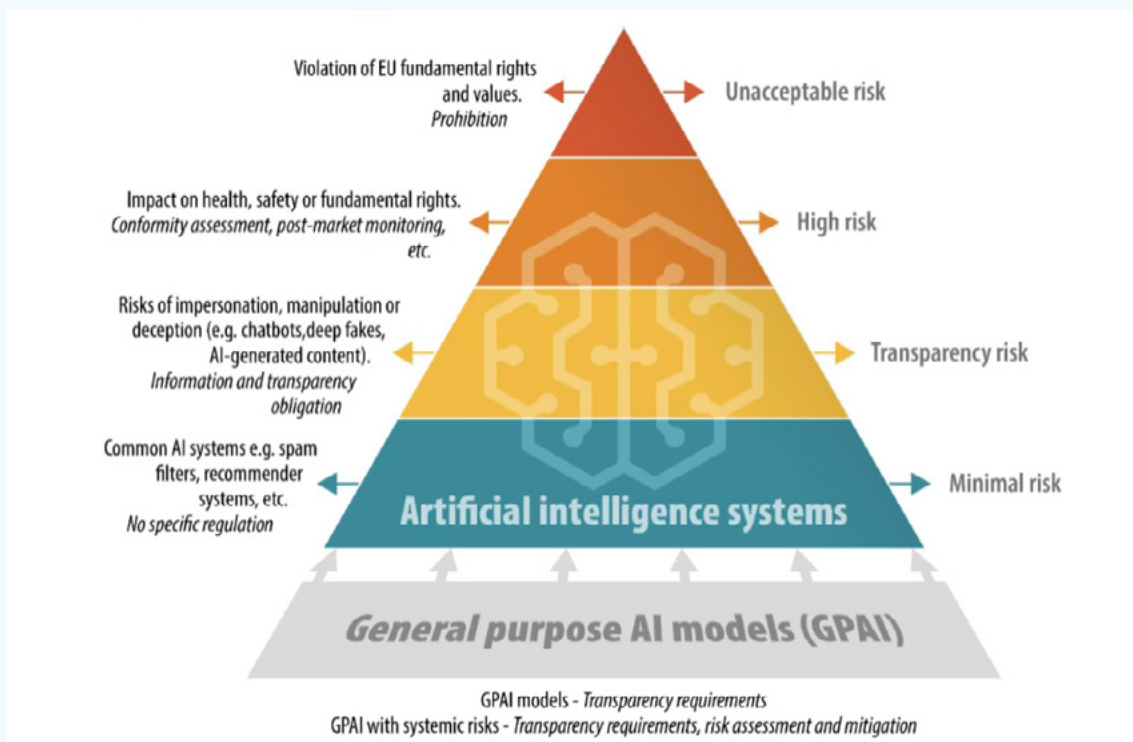 Violation of EU fundamental rights
and values.
Prohibition
Unacceptable risk
Impact on health, safety or fundamental rights.
Conformity assessment, post-market monitoring,
etc.
High risk
Risks of impersonation, manipulation or
deception (e.g. chatbots,deep fakes,
AI-generated content).
Information and transparency
obligation
Transparency risk
Common AI systems e.g. spam
filters, recommender
systems, etc.
No specific regulation
Minimal risk
Artificial intelligence systems
General purpose AI models (GPAI)
GPAI models - Transparency requirements
GPAI with systemic risks - Transparency requirements, risk assessment and mitigation